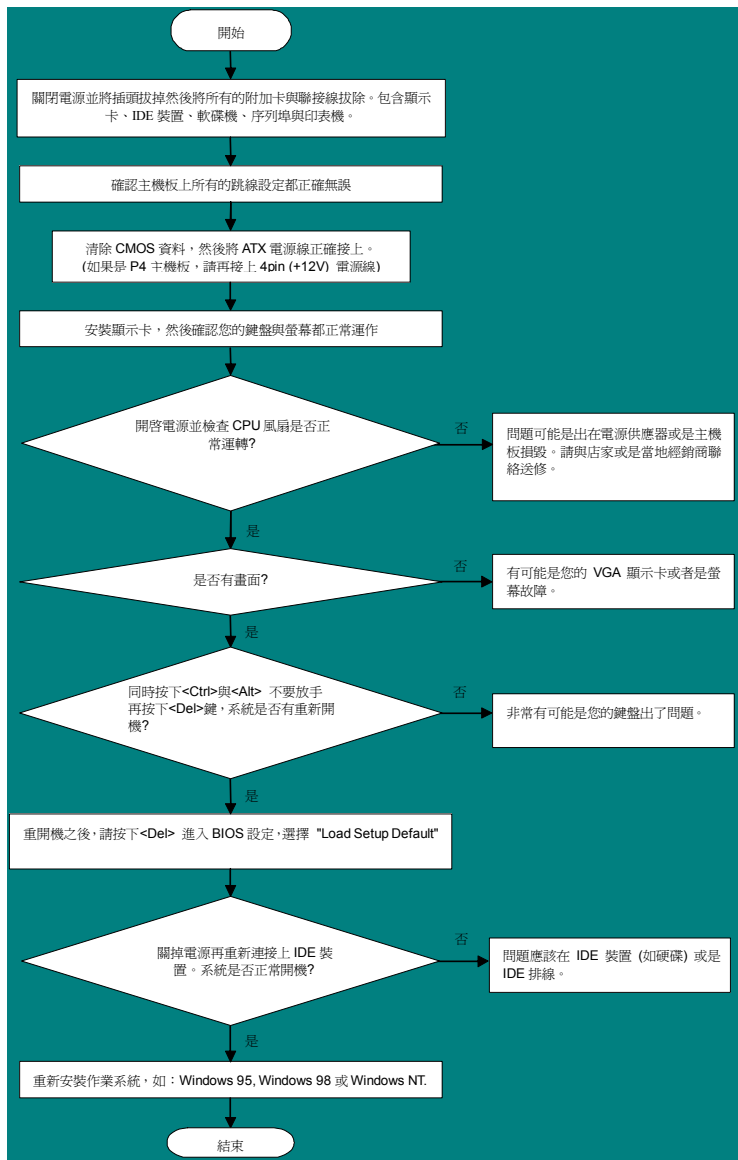 開始
關閉電源並將插頭拔掉然後將所有的附加卡與聯接線拔除。包含顯示
卡、IDE 裝置、軟碟機、序列埠與印表機。
確認主機板上所有的跳線設定都正確無誤
清除 CMOS 資料，然後將 ATX 電源線正確接上。
(如果是 P4 主機板，請再接上 4pin (+12V) 電源線)
安裝顯示卡，然後確認您的鍵盤與螢幕都正常運作
開啓電源並檢查 CPU 風扇是否正
常運轉?
否
問題可能是出在電源供應器或是主機
板損毀。請與店家或是當地經銷商聯
絡送修。
是
是否有畫面?
否
有可能是您的 VGA 顯示卡或者是螢
幕故障。
是
同時按下<Ctrl>與<Alt> 不要放手
再按下<Del>鍵，系統是否有重新開
機?
否
非常有可能是您的鍵盤出了問題。
是
重開機之後，請按下<Del> 進入 BIOS 設定，選擇 "Load Setup Default"
關掉電源再重新連接上 IDE 裝
置。系統是否正常開機?
否
問題應該在 IDE 裝置 (如硬碟) 或是
IDE 排線。
是
重新安裝作業系統，如：Windows 95, Windows 98 或 Windows NT.
結束